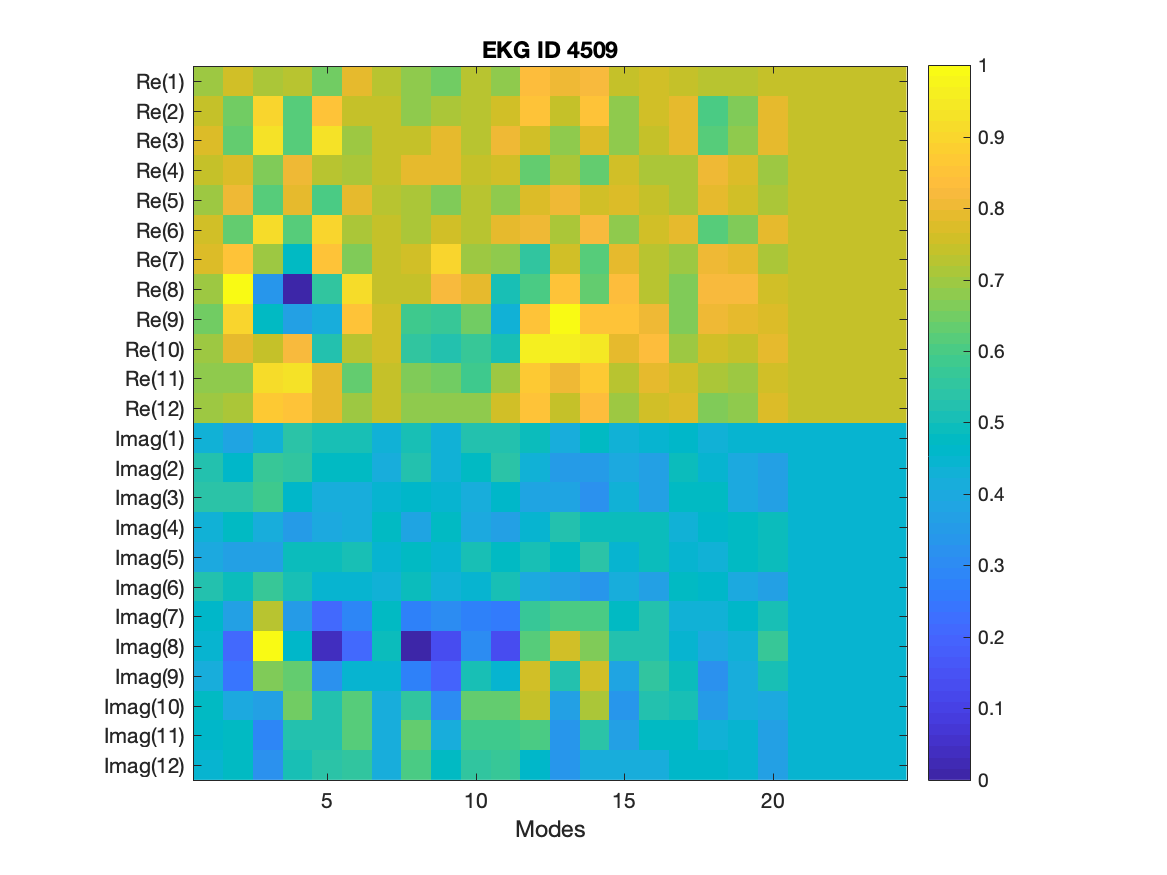 EKG ID 4509
Re(1)
Re(2)
Re(3)
Re(4)
Re(5)
Re(6)
Re(7)
Re(8)
Re(9)
Re(10)
Re(11)
Re(12)
Imag(1)
Imag(2)
Imag(3)
Imag(4)
Imag(5)
Imag(6)
Imag(7)
Imag(8)
Imag(9)
Imag(10)
Imag(11)
Imag(12)
5 10 15 20
Modes
1
0.9
0.8
0.7
0.6
0.5
0.4
0.3
0.2
0.1
0